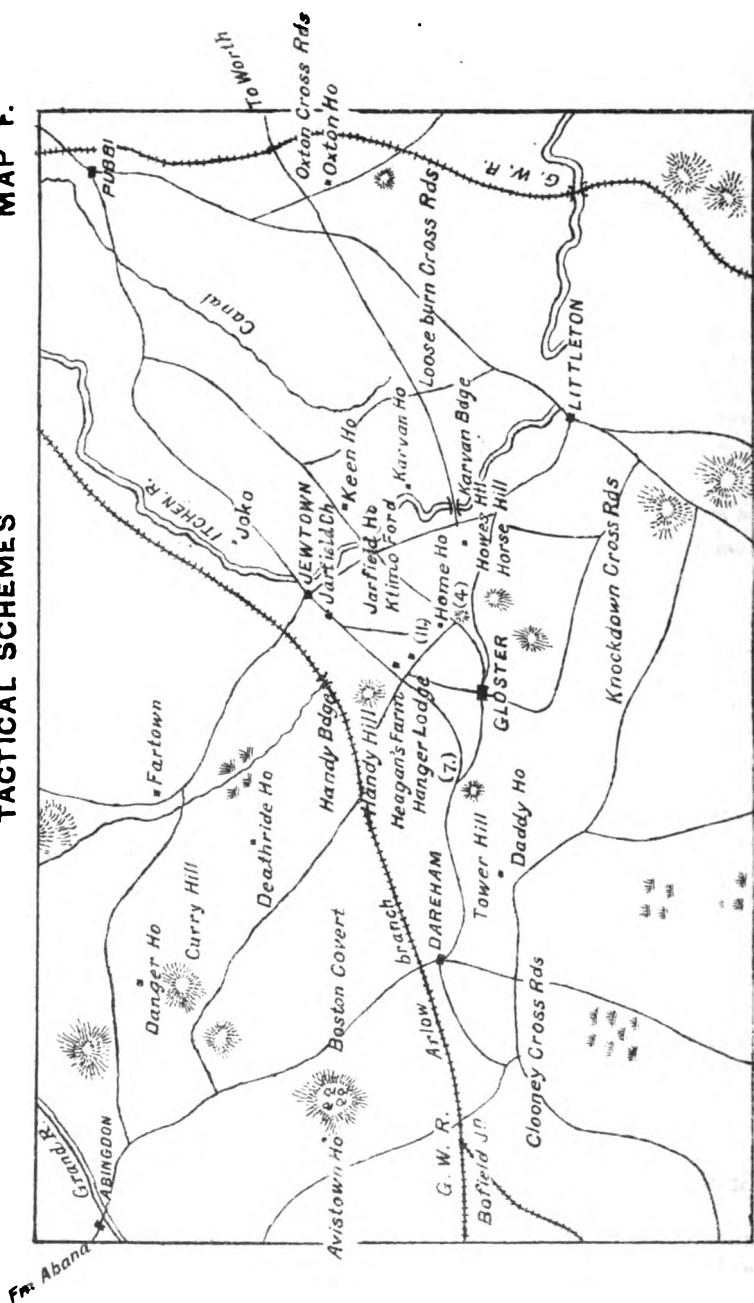 TACTICAL SCHEMES
MAP F.
Frm Abana
Grand R.
ABINGDON
Danger Ho
Curry Hill
Fartown
Deathride Ho
ITCHEN R.
Joko
Canal
PUBBI
To Worth
Oxton Cross Rds
Oxton Ho
G. W. R.
Avistown Ho
Boston Covert
Handy Bdge
Handy Hill
JEWTOWN
Jarfield Ch
Keen Ho
Jarfield Ho
Klimo Ford
Karvan Ho
Loose burn Cross Rds
G. W. R.
Arlow branch
Bafield Jn
DAREHAM
Heagan's Farm
Hanger Lodge
(11.)
Home Ho
(4.)
Karvan Bdge
Howes Hill
Horse Hill
(7.)
GLOSTER
Tower Hill
Daddy Ho
Clooney Cross Rds
Knockdown Cross Rds
LITTLETON